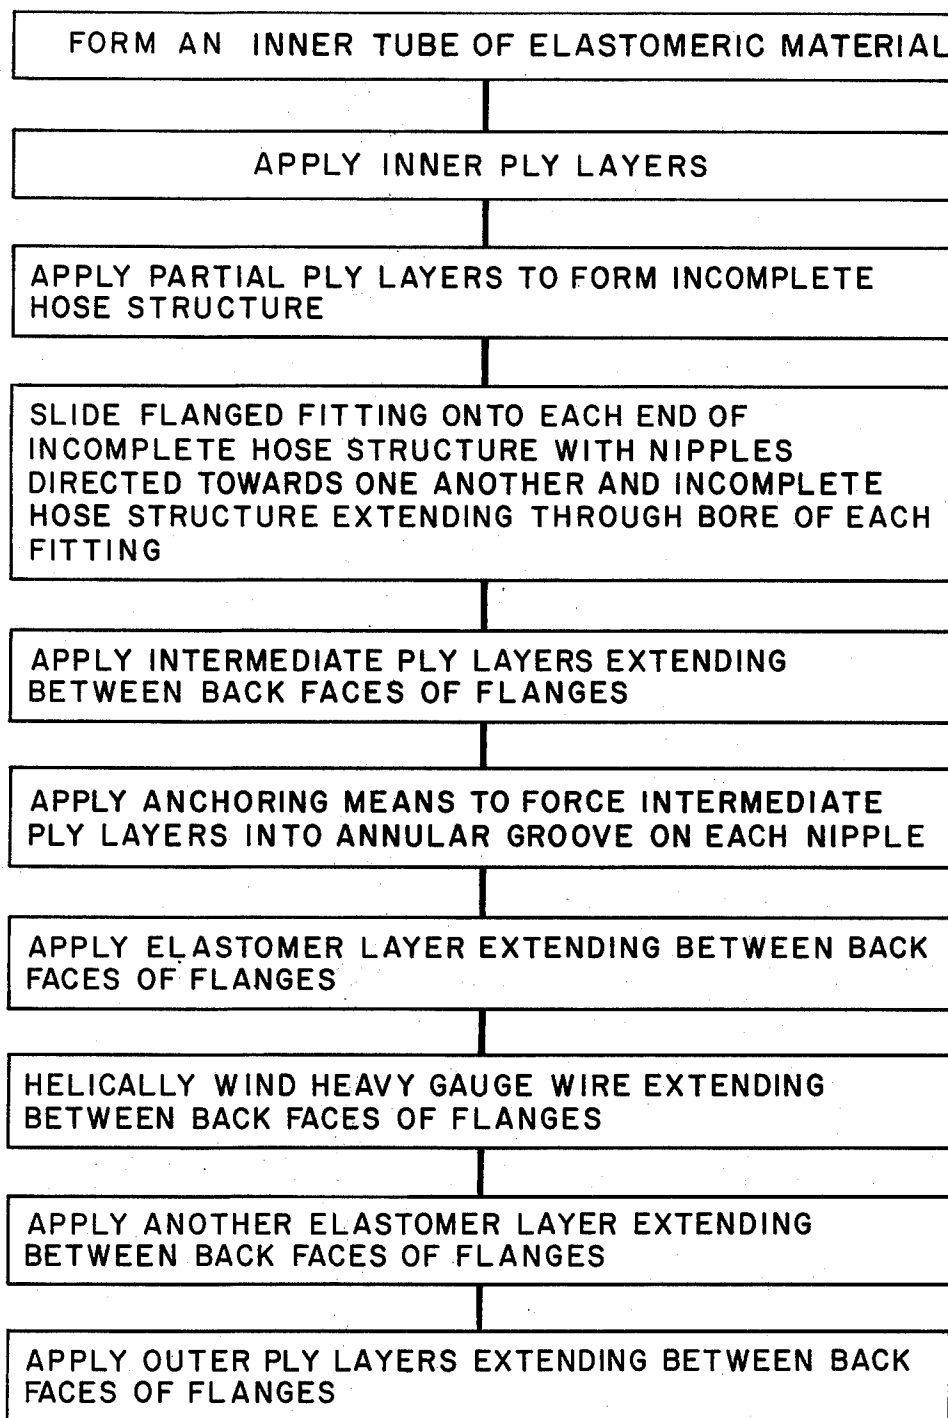 FORM AN INNER TUBE OF ELASTOMERIC MATERIAL
APPLY INNER PLY LAYERS
APPLY PARTIAL PLY LAYERS TO FORM INCOMPLETE
HOSE STRUCTURE
SLIDE FLANGED FITTING ONTO EACH END OF
INCOMPLETE HOSE STRUCTURE WITH NIPPLES
DIRECTED TOWARDS ONE ANOTHER AND INCOMPLETE
HOSE STRUCTURE EXTENDING THROUGH BORE OF EACH
FITTING
APPLY INTERMEDIATE PLY LAYERS EXTENDING
BETWEEN BACK FACES OF FLANGES
APPLY ANCHORING MEANS TO FORCE INTERMEDIATE
PLY LAYERS INTO ANNULAR GROOVE ON EACH NIPPLE
APPLY ELASTOMER LAYER EXTENDING BETWEEN BACK
FACES OF FLANGES
HELICALLY WIND HEAVY GAUGE WIRE EXTENDING
BETWEEN BACK FACES OF FLANGES
APPLY ANOTHER ELASTOMER LAYER EXTENDING
BETWEEN BACK FACES OF FLANGES
APPLY OUTER PLY LAYERS EXTENDING BETWEEN BACK
FACES OF FLANGES